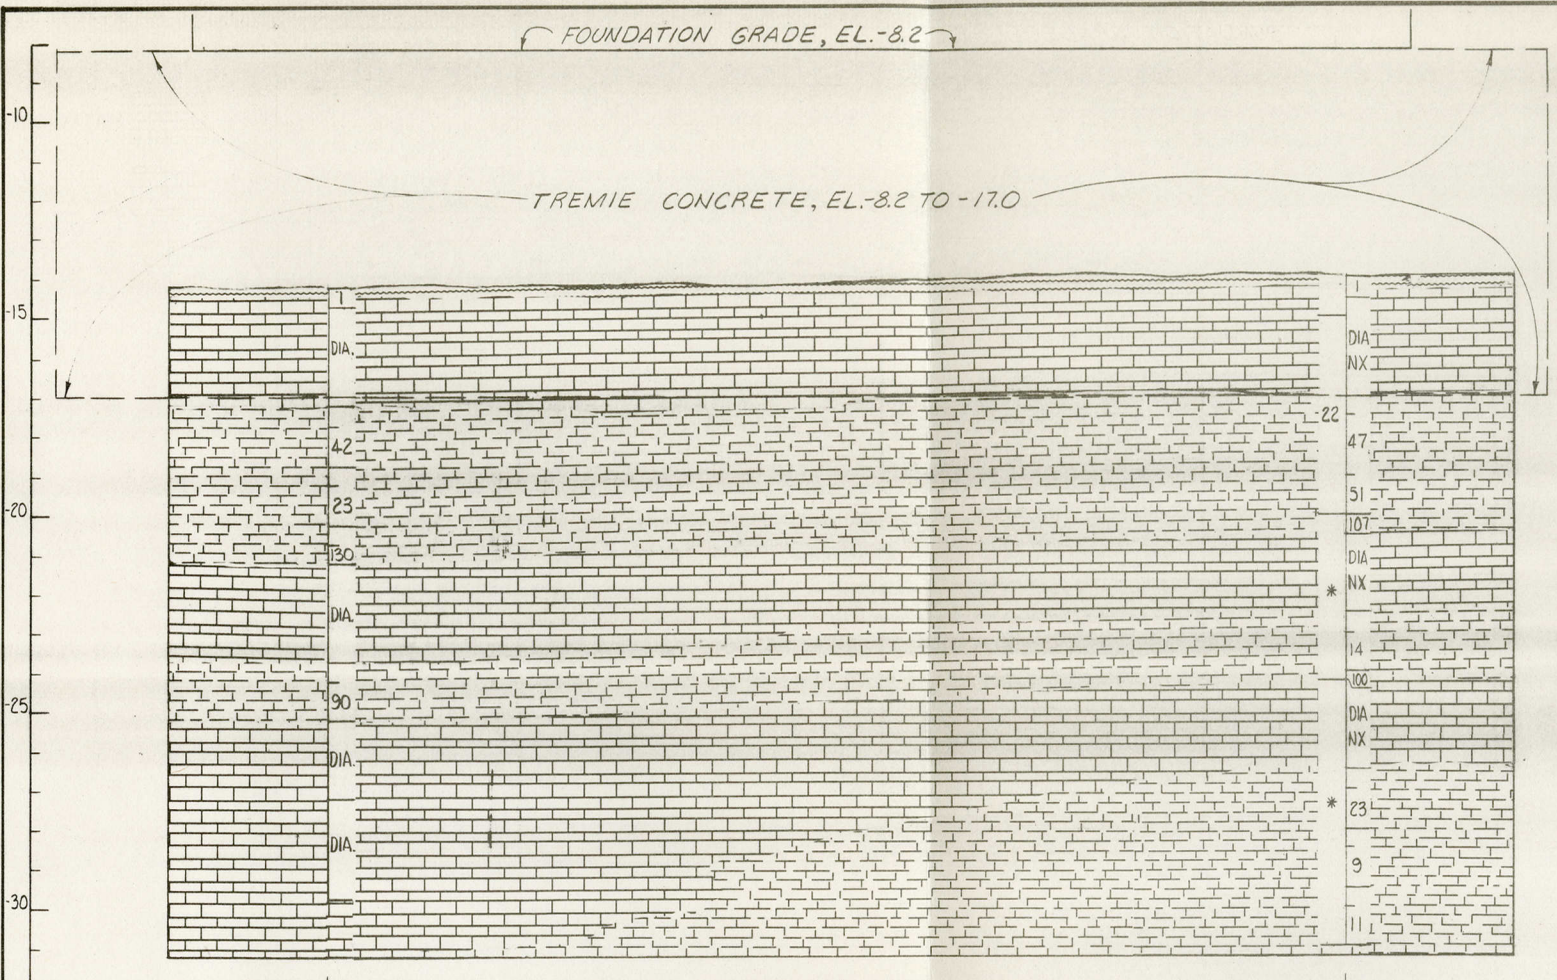 FOUNDATION GRADE, EL.-8.2
-10
TREMIE CONCRETE, EL.-8.2 TO -17.0
-15
-20
-25
-30
1
DIA.
42
23
130
DIA.
90
DIA.
DIA.
22
*
*
1
DIA
NX
47
51
107
DIA
NX
14
100
DIA
NX
23
9
11